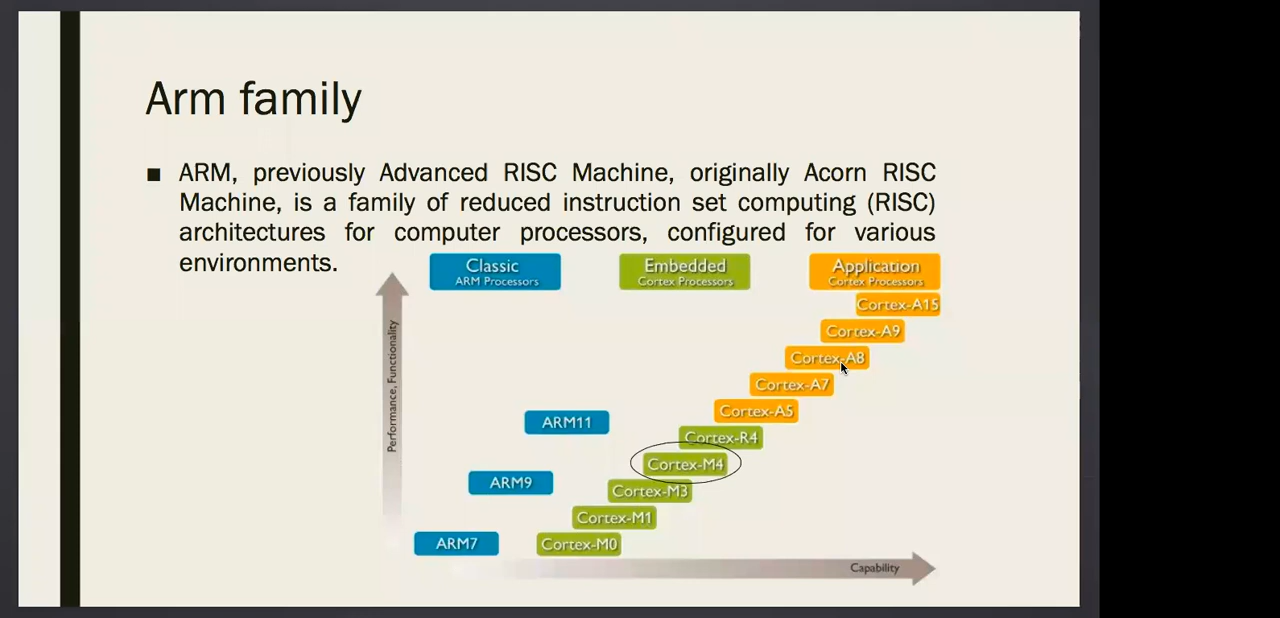 Arm family
■ ARM, previously Advanced RISC Machine, originally Acorn RISC
Machine, is a family of reduced instruction set computing (RISC)
architectures for computer processors, configured for various
environments.
Classic
ARM Processors
Embedded
Cortex Processors
Application
Cortex Processors
Cortex-A15
Cortex-A9
Cortex-A8
Cortex-A7
Cortex-A5
ARM11
Cortex-R4
Cortex-M4
ARM9
Cortex-M3
Cortex-M1
ARM7
Cortex-M0
Performance, Functionality
Capability